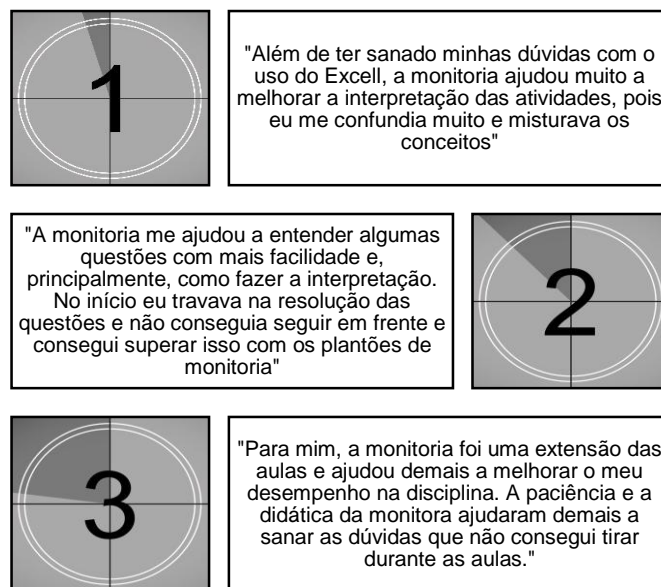 1
"Além de ter sanado minhas dúvidas com o
uso do Excell, a monitoria ajudou muito a
melhorar a interpretação das atividades, pois
eu me confundia muito e misturava os
conceitos"
"A monitoria me ajudou a entender algumas
questões com mais facilidade e,
principalmente, como fazer a interpretação.
No início eu travava na resolução das
questões e não conseguia seguir em frente e
consegui superar isso com os plantões de
monitoria"
2
3
"Para mim, a monitoria foi uma extensão das
aulas e ajudou demais a melhorar o meu
desempenho na disciplina. A paciência e a
didática da monitora ajudaram demais a
sanar as dúvidas que não consegui tirar
durante as aulas."